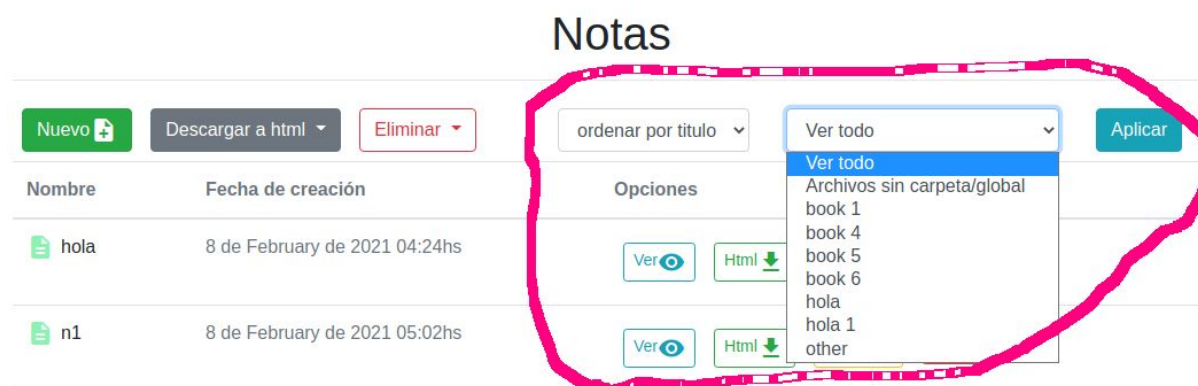 Notas
Nuevo Descargar a html Eliminar ordenar por titulo Ver todo Aplicar
Ver todo
Nombre Fecha de creación Opciones Archivos sin carpeta/global
book 1
book 4
hola 8 de February de 2021 04:24hs Ver Html book 5
book 6
hola
hola 1
n1 8 de February de 2021 05:02hs Ver Html other